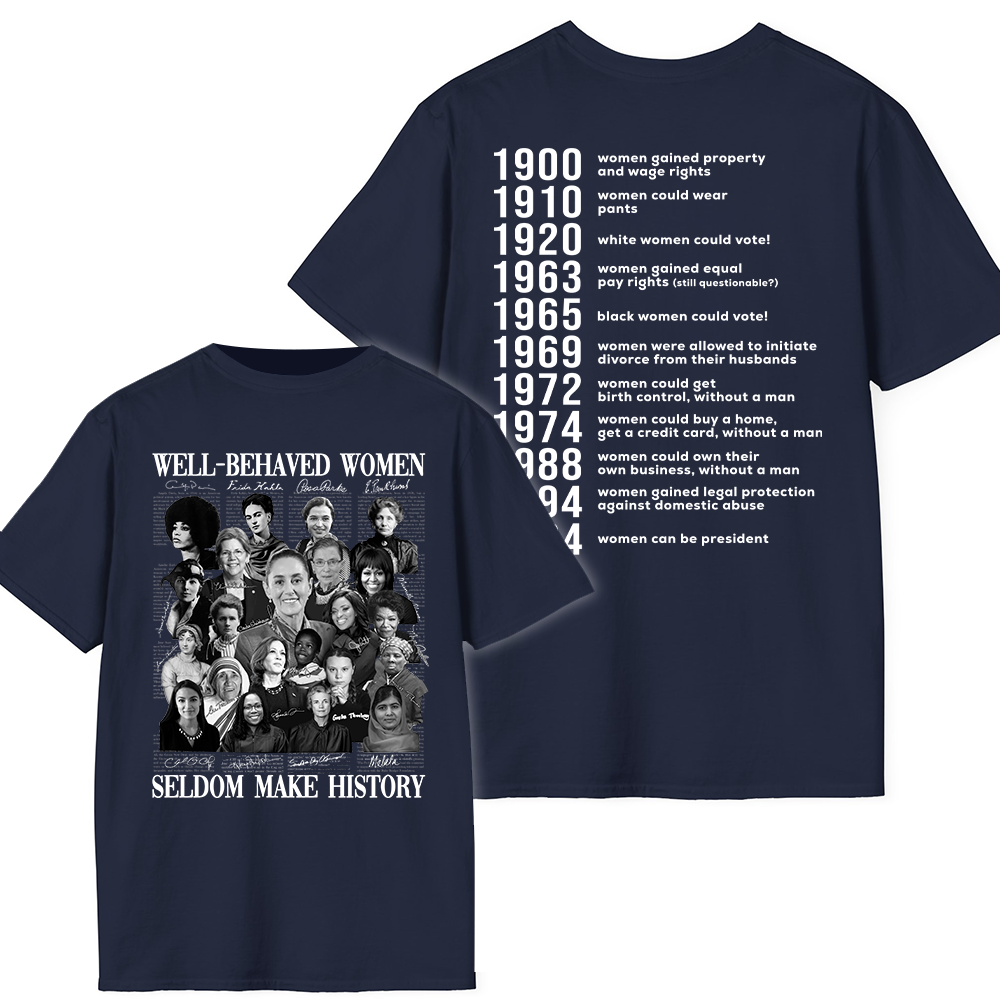 WELL-BEHAVED WOMEN
Frida Kahlo
Rosa Parks
E. Pankhurst
Greta Thunberg
Malala
SELDOM MAKE HISTORY
1900 women gained property
and wage rights
1910 women could wear
pants
1920 white women could vote!
1963 women gained equal
pay rights (still questionable?)
1965 black women could vote!
1969 women were allowed to initiate
divorce from their husbands
1972 women could get
birth control, without a man
1974 women could buy a home,
get a credit card, without a man
988 women could own their
own business, without a man
94 women gained legal protection
against domestic abuse
4 women can be president